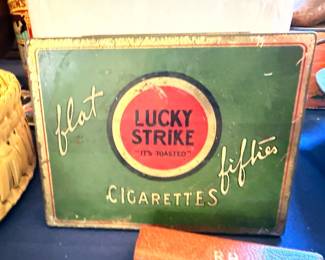 flat
LUCKY
STRIKE
"IT'S TOASTED"
fifties
CIGARETTES